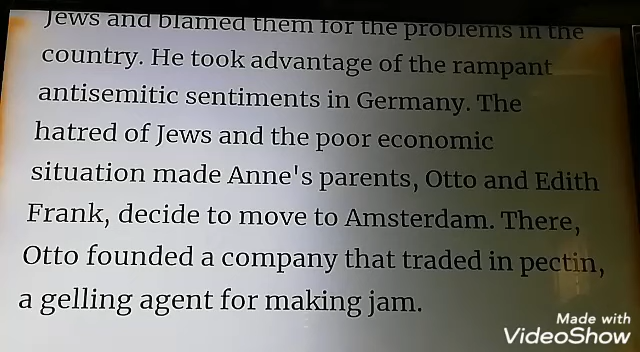 Jews and blamed them for the problems in the
country. He took advantage of the rampant
antisemitic sentiments in Germany. The
hatred of Jews and the poor economic
situation made Anne's parents, Otto and Edith
Frank, decide to move to Amsterdam. There,
Otto founded a company that traded in pectin,
a gelling agent for making jam.
Made with
VideoShow